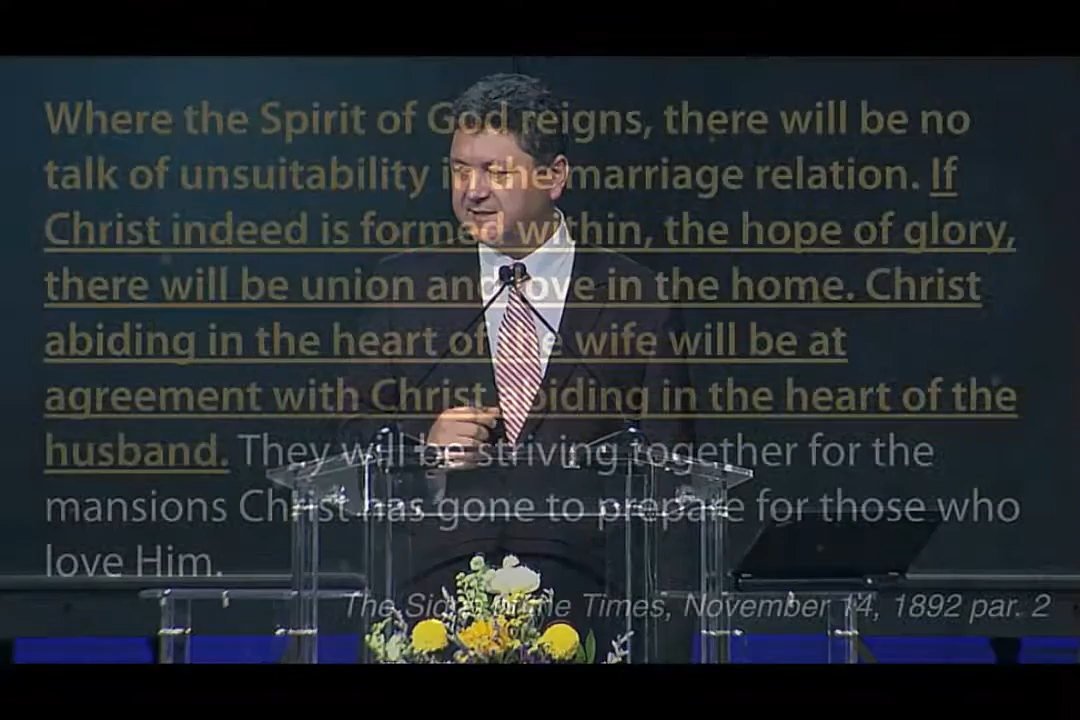 Where the Spirit of God reigns, there will be no
talk of unsuitability in the marriage relation. If
Christ indeed is formed within, the hope of glory,
there will be union and love in the home. Christ
abiding in the heart of the wife will be at
agreement with Christ abiding in the heart of the
husband. They will be striving together for the
mansions Christ has gone to prepare for those who
love Him.
The Signs of the Times, November 14, 1892 par. 2